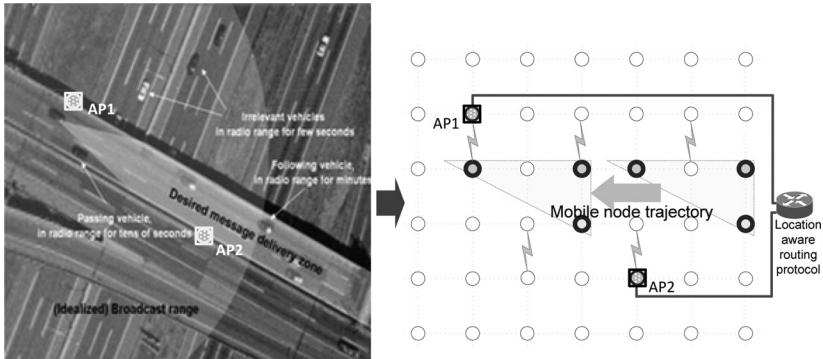 AP1
Irrelevant vehicles
in radio range for few seconds
Following vehicle,
in radio range for minutes
Desired message delivery zone
Passing vehicle,
in radio range for tens of seconds
AP2
(Idealized) Broadcast range
AP1
Mobile node trajectory
AP2
Location
aware
routing
protocol